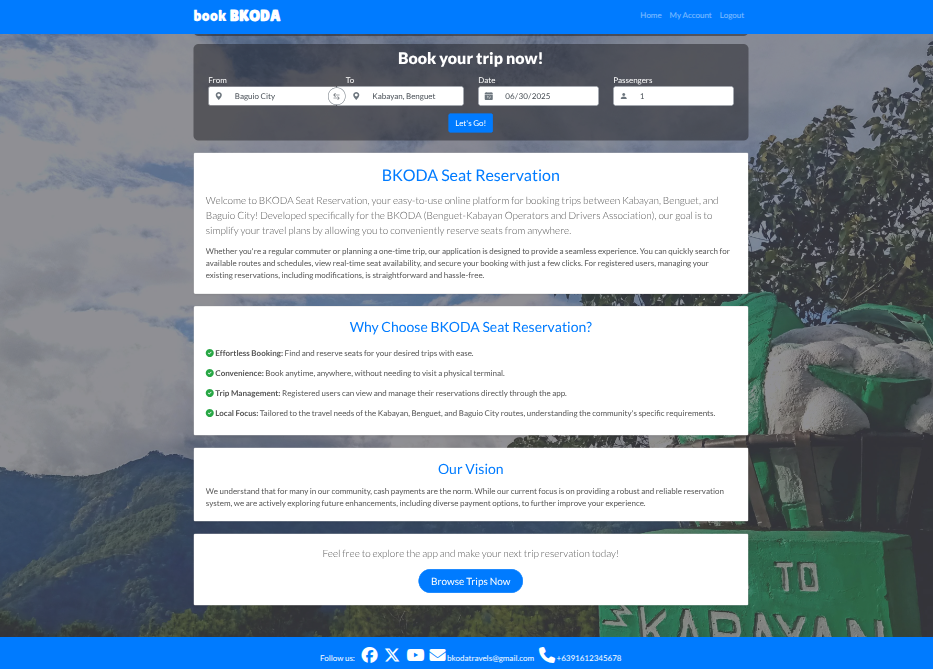 book BKODA
Home My Account Logout
Book your trip now!
From To Date Passengers
Baguio City Kabayan, Benguet 06/30/2025 1
Let's Go!
BKODA Seat Reservation
Welcome to BKODA Seat Reservation, your easy-to-use online platform for booking trips between Kabayan, Benguet, and
Baguio City! Developed specifically for the BKODA (Benguet-Kabayan Operators and Drivers Association), our goal is to
simplify your travel plans by allowing you to conveniently reserve seats from anywhere.
Whether you're a regular commuter or planning a one-time trip, our application is designed to provide a seamless experience. You can quickly search for
available routes and schedules, view real-time seat availability, and secure your booking with just a few clicks. For registered users, managing your
existing reservations, including modifications, is straightforward and hassle-free.
Why Choose BKODA Seat Reservation?
Effortless Booking: Find and reserve seats for your desired trips with ease.
Convenience: Book anytime, anywhere, without needing to visit a physical terminal.
Trip Management: Registered users can view and manage their reservations directly through the app.
Local Focus: Tailored to the travel needs of the Kabayan, Benguet, and Baguio City routes, understanding the community's specific requirements.
Our Vision
We understand that for many in our community, cash payments are the norm. While our current focus is on providing a robust and reliable reservation
system, we are actively exploring future enhancements, including diverse payment options, to further improve your experience.
Feel free to explore the app and make your next trip reservation today!
Browse Trips Now
TO
KABAYAN
Follow us: bkodatravels@gmail.com +6391612345678